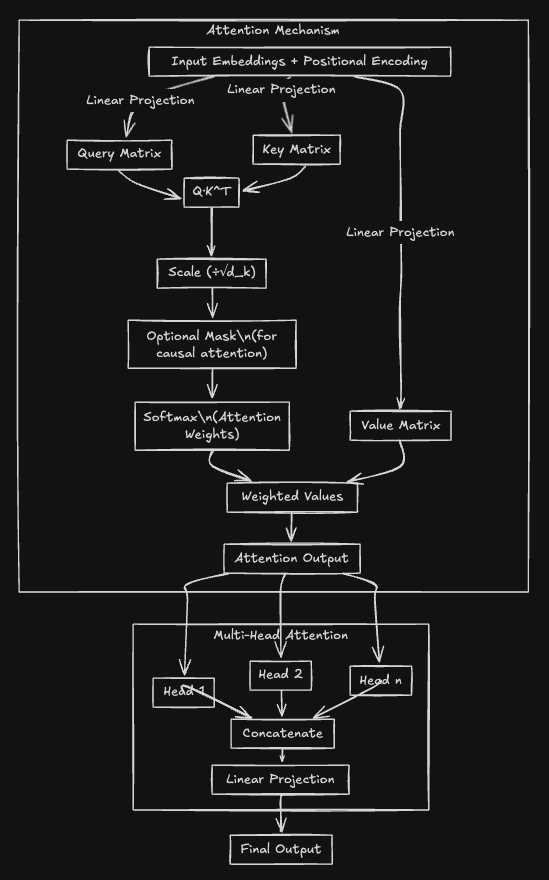 Attention Mechanism
Input Embeddings + Positional Encoding
Linear Projection
Linear Projection
Query Matrix
Key Matrix
Q·K^T
Linear Projection
Scale (÷√d_k)
Optional Mask\n(for
causal attention)
Softmax\n(Attention
Weights)
Value Matrix
Weighted Values
Attention Output
Multi-Head Attention
Head 1
Head 2
Head n
Concatenate
Linear Projection
Final Output